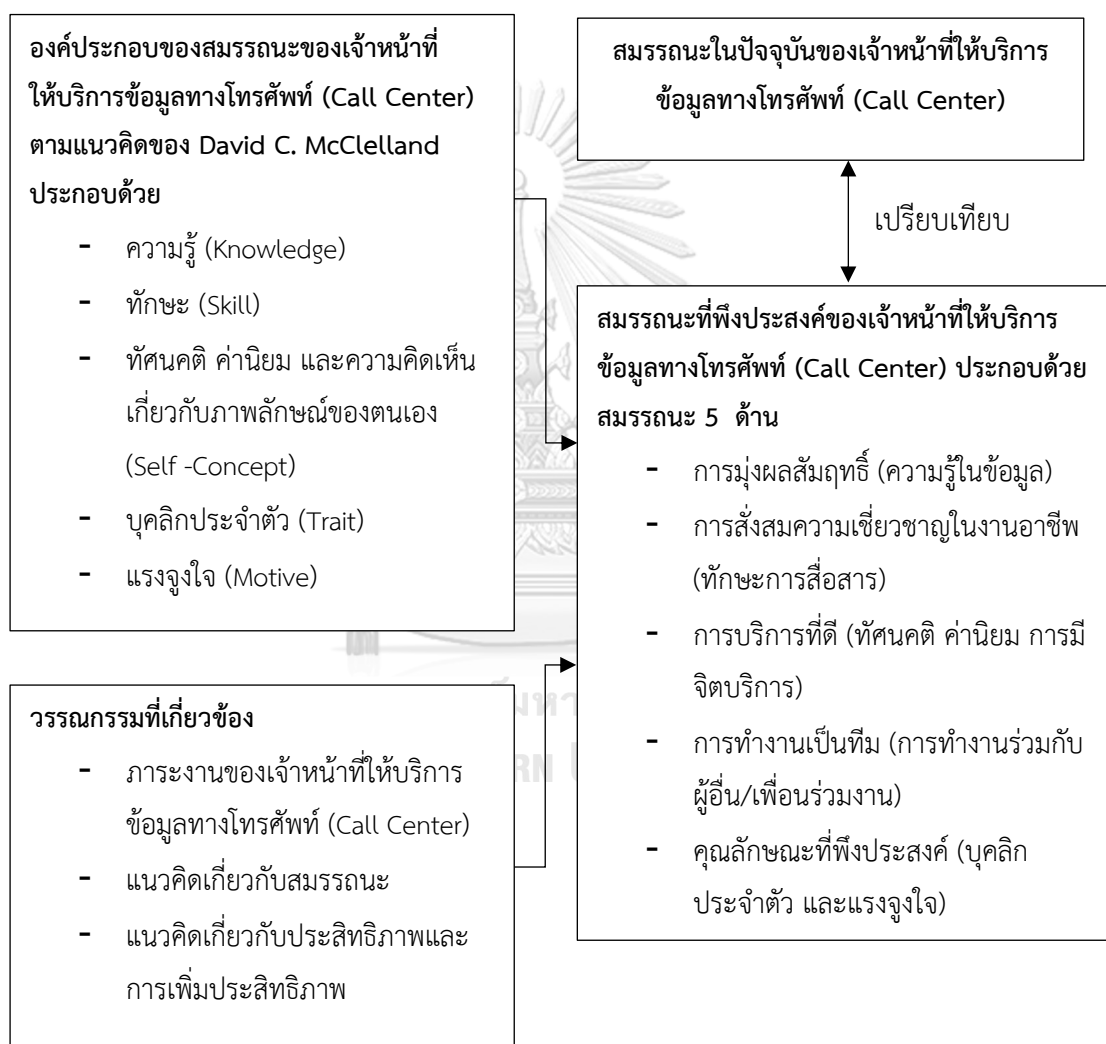 องค์ประกอบของสมรรถนะของเจ้าหน้าที่
ให้บริการข้อมูลทางโทรศัพท์ (Call Center)
ตามแนวคิดของ David C. McClelland
ประกอบด้วย
- ความรู้ (Knowledge)
- ทักษะ (Skill)
- ทัศนคติ ค่านิยม และความคิดเห็น
เกี่ยวกับภาพลักษณ์ของตนเอง
(Self -Concept)
- บุคลิกประจำตัว (Trait)
- แรงจูงใจ (Motive)
วรรณกรรมที่เกี่ยวข้อง
- ภาระงานของเจ้าหน้าที่ให้บริการ
ข้อมูลทางโทรศัพท์ (Call Center)
- แนวคิดเกี่ยวกับสมรรถนะ
- แนวคิดเกี่ยวกับประสิทธิภาพและ
การเพิ่มประสิทธิภาพ
สมรรถนะในปัจจุบันของเจ้าหน้าที่ให้บริการ
ข้อมูลทางโทรศัพท์ (Call Center)
เปรียบเทียบ
สมรรถนะที่พึงประสงค์ของเจ้าหน้าที่ให้บริการ
ข้อมูลทางโทรศัพท์ (Call Center) ประกอบด้วย
สมรรถนะ 5 ด้าน
- การมุ่งผลสัมฤทธิ์ (ความรู้ในข้อมูล)
- การสั่งสมความเชี่ยวชาญในงานอาชีพ
(ทักษะการสื่อสาร)
- การบริการที่ดี (ทัศนคติ ค่านิยม การมี
จิตบริการ)
- การทำงานเป็นทีม (การทำงานร่วมกับ
ผู้อื่น/เพื่อนร่วมงาน)
- คุณลักษณะที่พึงประสงค์ (บุคลิก
ประจำตัว และแรงจูงใจ)